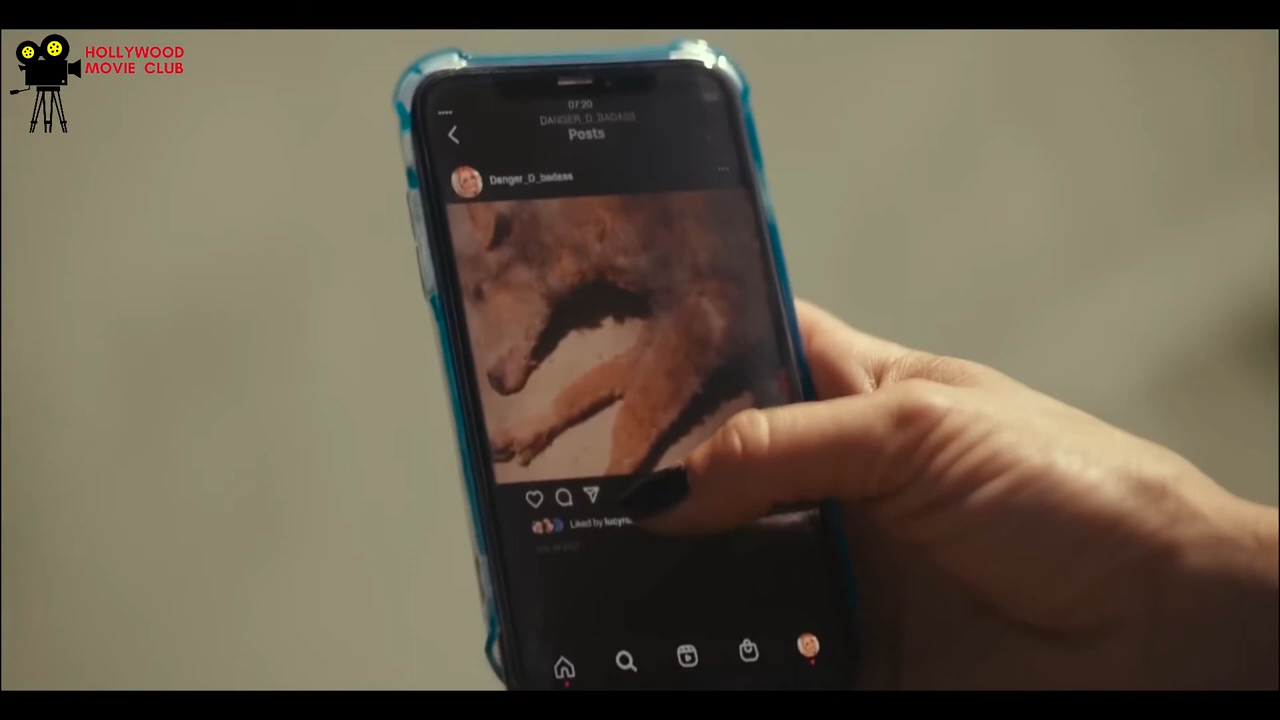 HOLLYWOOD
MOVIE CLUB
07:20
DANGER_D_BADASS
Posts
Danger_D_badass
Liked by